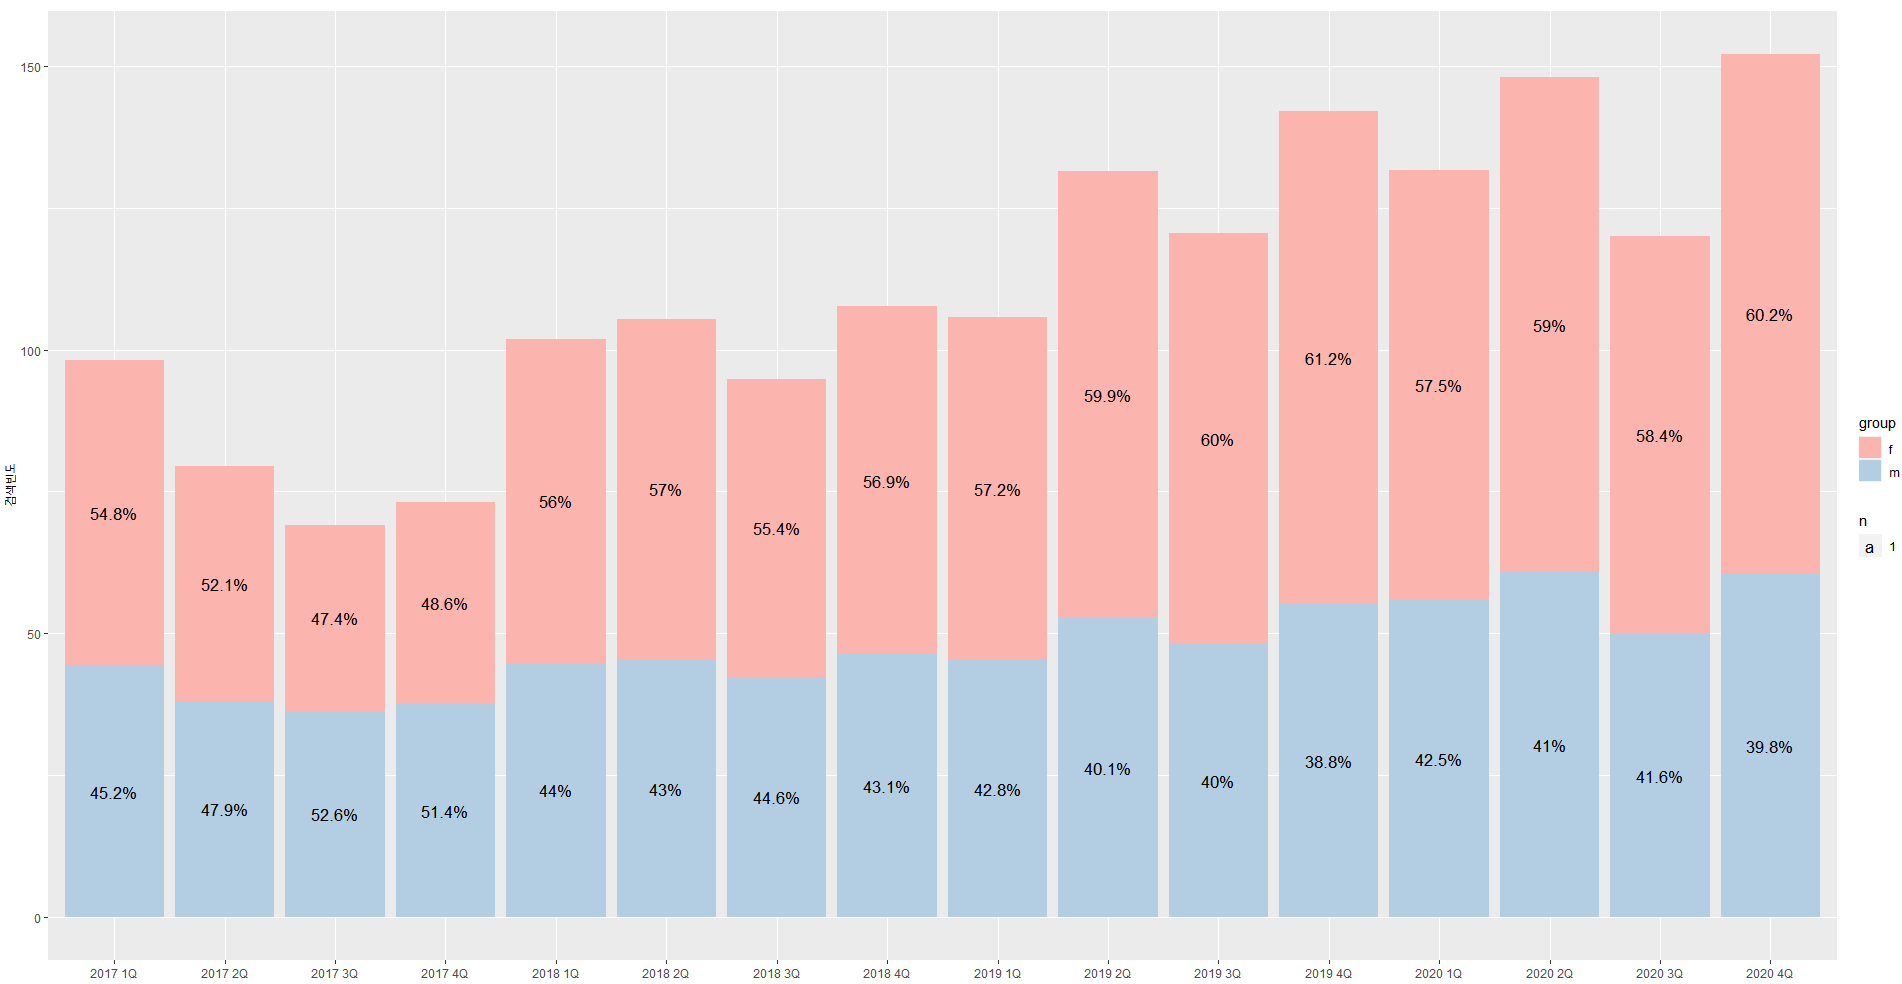 검색빈도
150
100
50
0
54.8%
52.1%
47.4%
48.6%
56%
57%
55.4%
56.9%
57.2%
59.9%
60%
61.2%
57.5%
59%
58.4%
60.2%
45.2%
47.9%
52.6%
51.4%
44%
43%
44.6%
43.1%
42.8%
40.1%
40%
38.8%
42.5%
41%
41.6%
39.8%
2017 1Q
2017 2Q
2017 3Q
2017 4Q
2018 1Q
2018 2Q
2018 3Q
2018 4Q
2019 1Q
2019 2Q
2019 3Q
2019 4Q
2020 1Q
2020 2Q
2020 3Q
2020 4Q
group
f
m
n
a 1